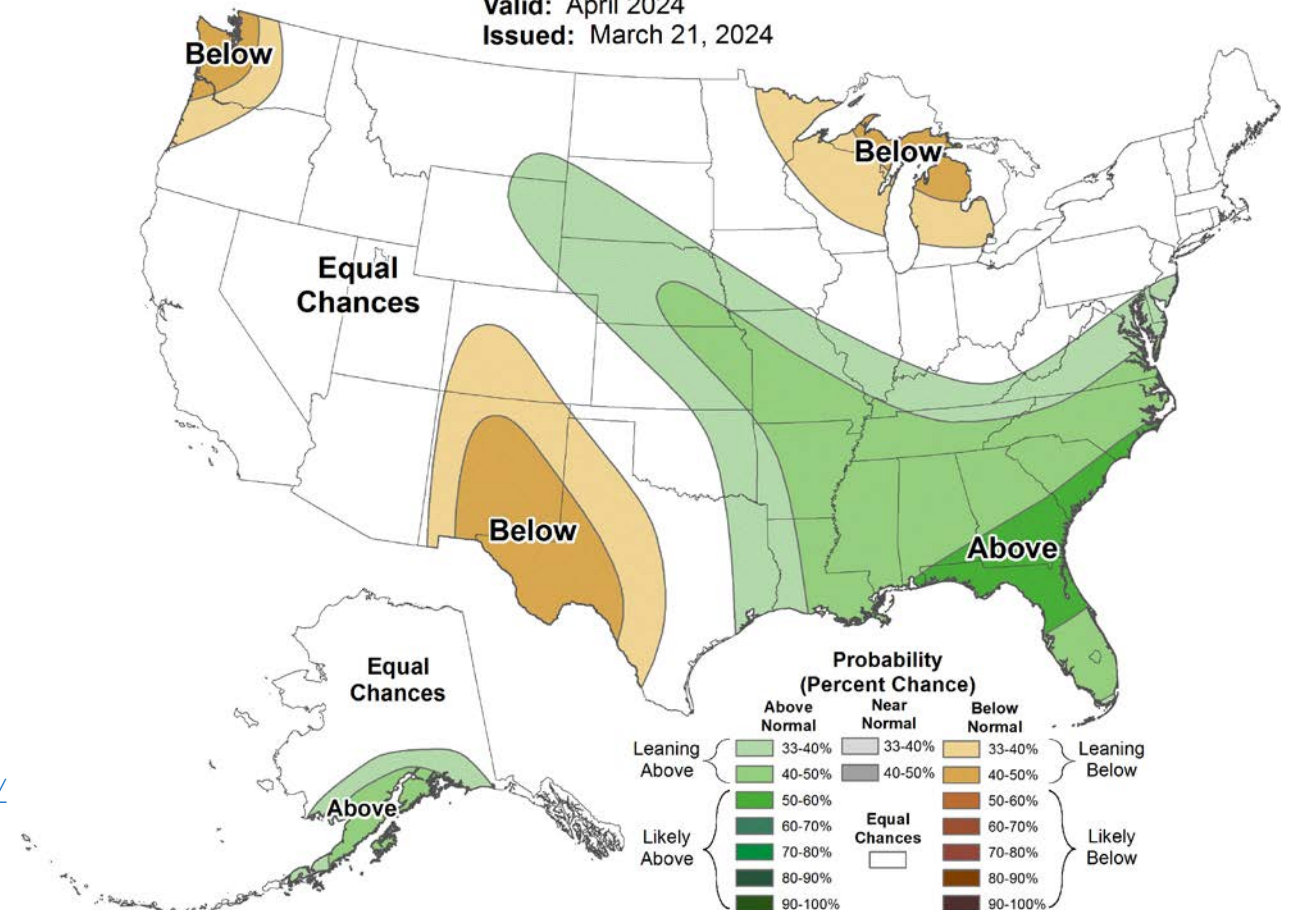 Valid: April 2024
Issued: March 21, 2024
Below
Below
Equal
Chances
Below
Above
Equal
Chances
Above
Probability
(Percent Chance)
Above
Normal
Near
Normal
Below
Normal
Leaning
Above
33-40%
40-50%
33-40%
40-50%
33-40%
40-50%
Leaning
Below
Likely
Above
50-60%
60-70%
70-80%
80-90%
90-100%
Equal
Chances
50-60%
60-70%
70-80%
80-90%
90-100%
Likely
Below
/